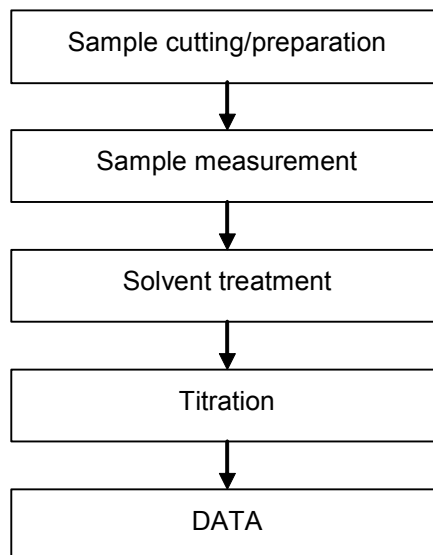 Sample cutting/preparation
Sample measurement
Solvent treatment
Titration
DATA